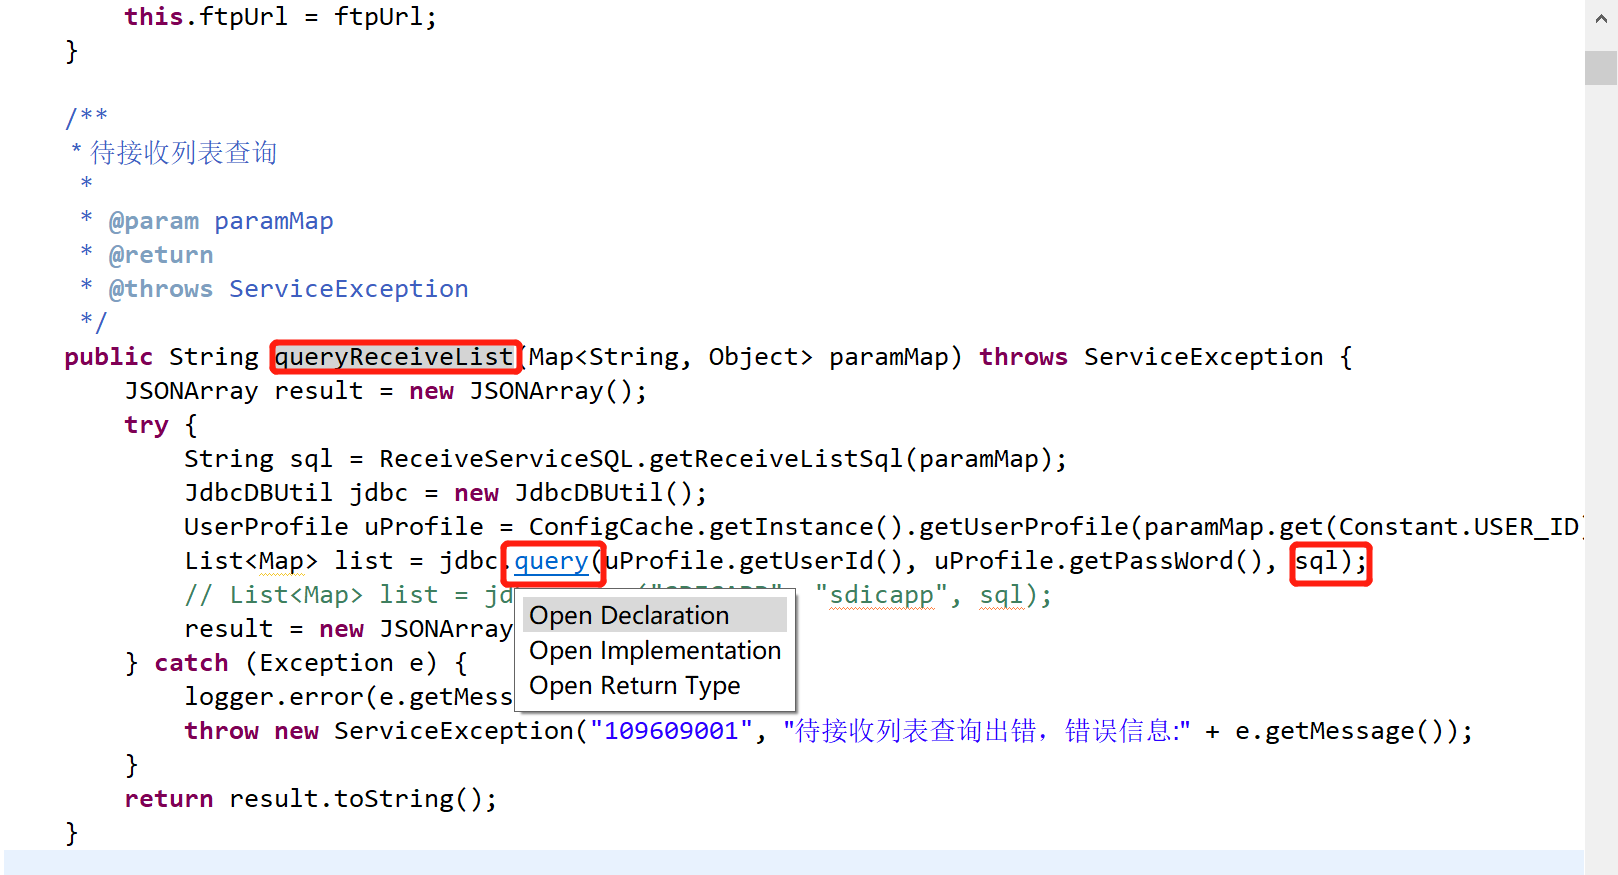 this.ftpUrl = ftpUrl;
}
/**
* 待接收列表查询
*
* @param paramMap
* @return
* @throws ServiceException
*/
public String queryReceiveList(Map<String, Object> paramMap) throws ServiceException {
JSONArray result = new JSONArray();
try {
String sql = ReceiveServiceSQL.getReceiveListSql(paramMap);
JdbcDBUtil jdbc = new JdbcDBUtil();
UserProfile uProfile = ConfigCache.getInstance().getUserProfile(paramMap.get(Constant.USER_ID)
List<Map> list = jdbc.query(uProfile.getUserId(), uProfile.getPassWord(), sql);
// List<Map> list = jd "sdicapp", sql);
Open Declaration
result = new JSONArray
Open Implementation
} catch (Exception e) {
Open Return Type
logger.error(e.getMess
throw new ServiceException("109609001", "待接收列表查询出错，错误信息:" + e.getMessage());
}
return result.toString();
}